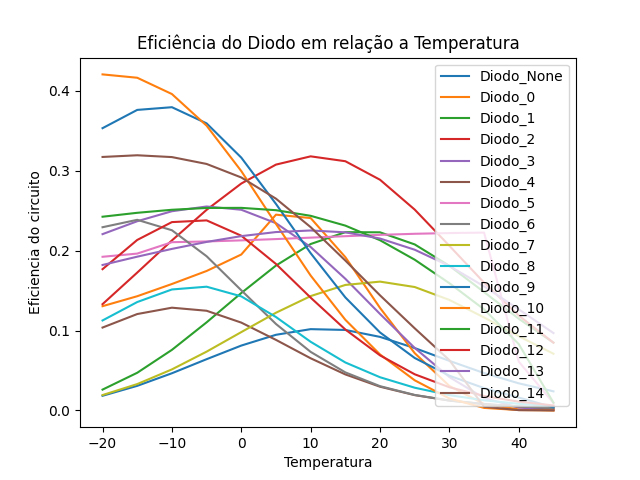 Eficiência do Diodo em relação a Temperatura
Eficiencia do circuito
0.4
0.3
0.2
0.1
0.0
−20
−10
0
10
20
30
40
Temperatura
Diodo_None
Diodo_0
Diodo_1
Diodo_2
Diodo_3
Diodo_4
Diodo_5
Diodo_6
Diodo_7
Diodo_8
Diodo_9
Diodo_10
Diodo_11
Diodo_12
Diodo_13
Diodo_14